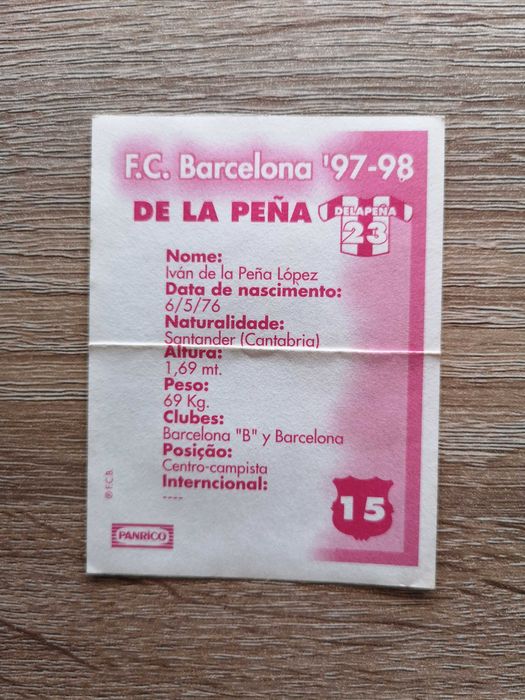 F.C. Barcelona '97-98
DE LA PEÑA
DELAPEÑA
23
Nome:
Iván de la Peña López
Data de nascimento:
6/5/76
Naturalidade:
Santander (Cantabria)
Altura:
1,69 mt.
Peso:
69 Kg.
Clubes:
Barcelona "B" y Barcelona
Posição:
Centro-campista
Interncional:
----
15
® F.C.B.
PANRICO